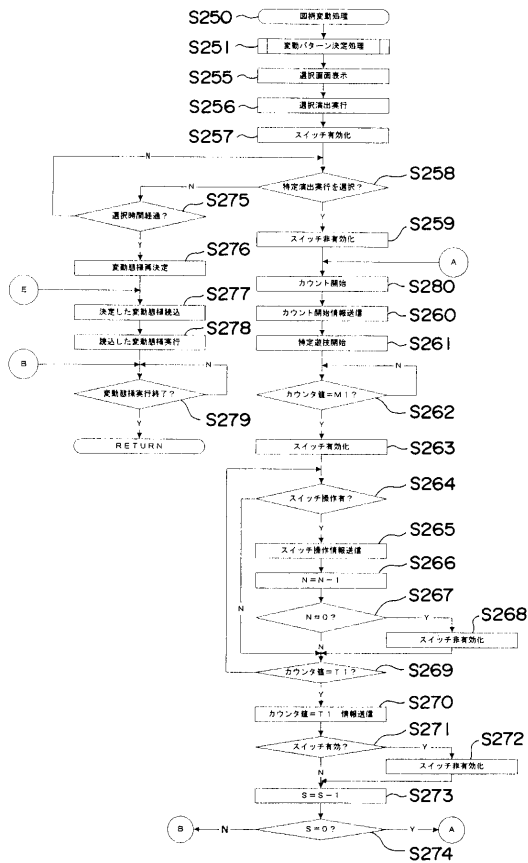 S250 図柄変動処理
S251 変動パターン決定処理
S255 選択画面表示
S256 選択演出実行
S257 スイッチ有効化
N
S258
N 特定演出実行を選択?
S275
Y
選択時間経過?
S259
Y
スイッチ非有効化
S276
A
変動態様再決定
カウント開始 S280
E
S277
カウント開始情報送信 S260
決定した変動態様読込
S278
特定遊技開始 S261
読込した変動態様実行
B
N
N
変動態様実行終了?
カウンタ値=M1?
S279
S262
Y
Y
RETURN
スイッチ有効化 S263
S264
スイッチ操作有?
Y
S265
スイッチ操作情報送信
S266
N=N-1
S267
N
N=0? Y
S268
スイッチ非有効化
N
カウンタ値=T1? S269
Y
S270
カウンタ値=T1 情報送信
S271
スイッチ有効? Y
S272
スイッチ非有効化
N
S=S-1 S273
B N S=0? Y A
S274